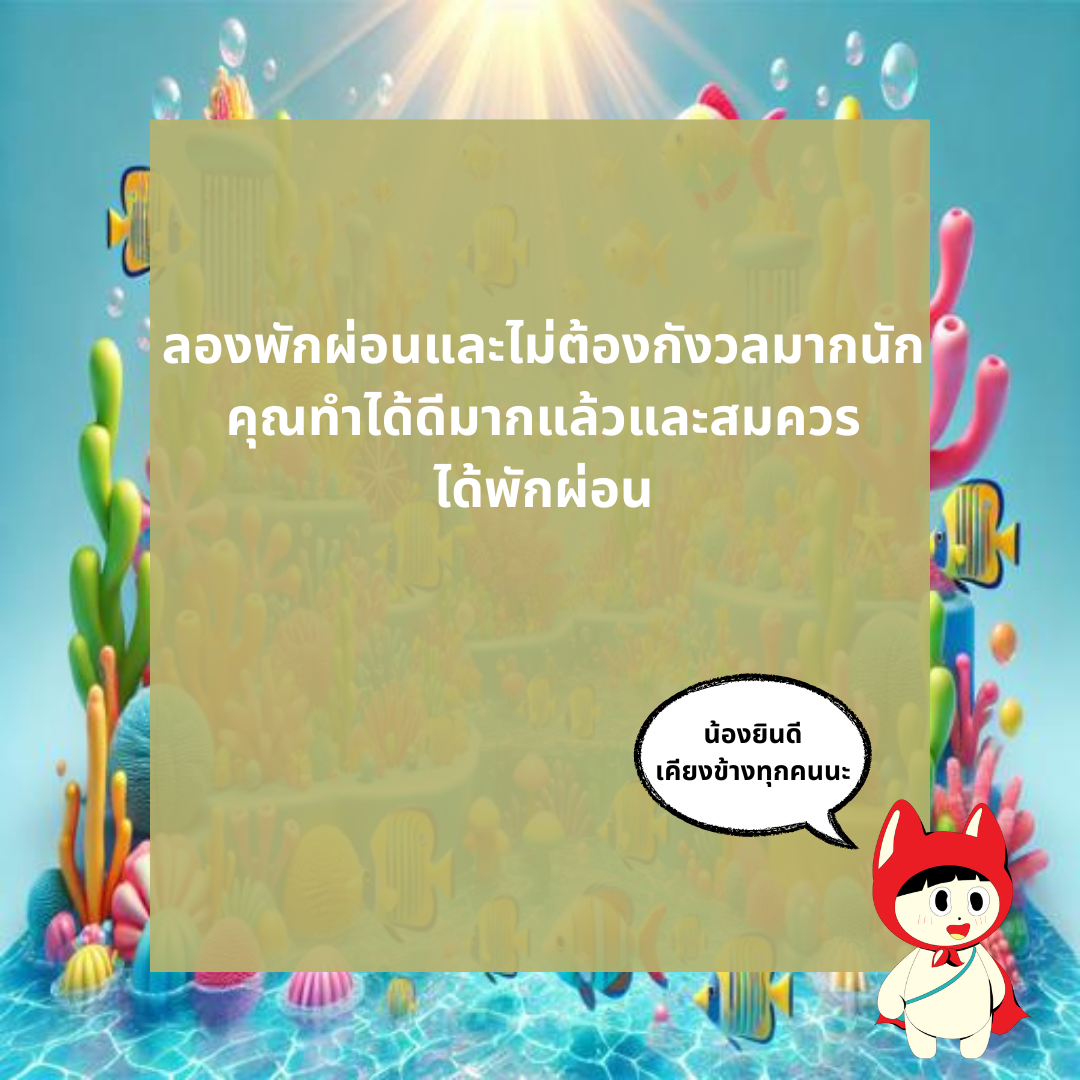 ลองพักผ่อนและไม่ต้องกังวลมากนัก
คุณทำได้ดีมากแล้วและสมควร
ได้พักผ่อน
น้องยินดี
เคียงข้างทุกคนนะ